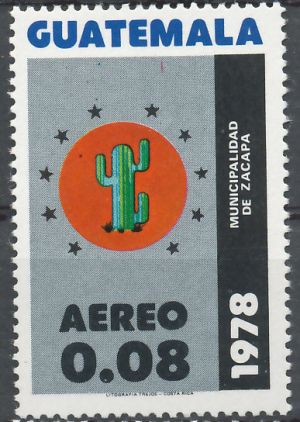 GUATEMALA
MUNICIPALIDAD
DE ZACAPA
1978
AEREO
0.08
LITOGRAFIA TREJOS - COSTA RICA